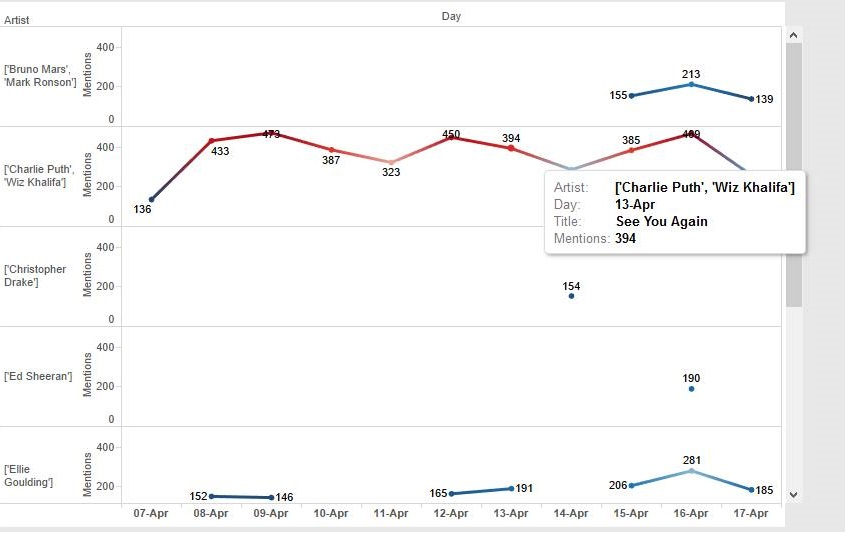 Artist
Day
['Bruno Mars',
'Mark Ronson']
Mentions
400
200
0
155
213
139
['Charlie Puth',
'Wiz Khalifa']
Mentions
400
200
0
136
433
473
387
323
450
394
385
Artist: ['Charlie Puth', 'Wiz Khalifa']
Day: 13-Apr
Title: See You Again
Mentions: 394
['Christopher
Drake']
Mentions
400
200
0
154
['Ed Sheeran']
Mentions
400
200
0
190
['Ellie
Goulding']
Mentions
400
200
152
146
165
191
206
281
185
07-Apr 08-Apr 09-Apr 10-Apr 11-Apr 12-Apr 13-Apr 14-Apr 15-Apr 16-Apr 17-Apr